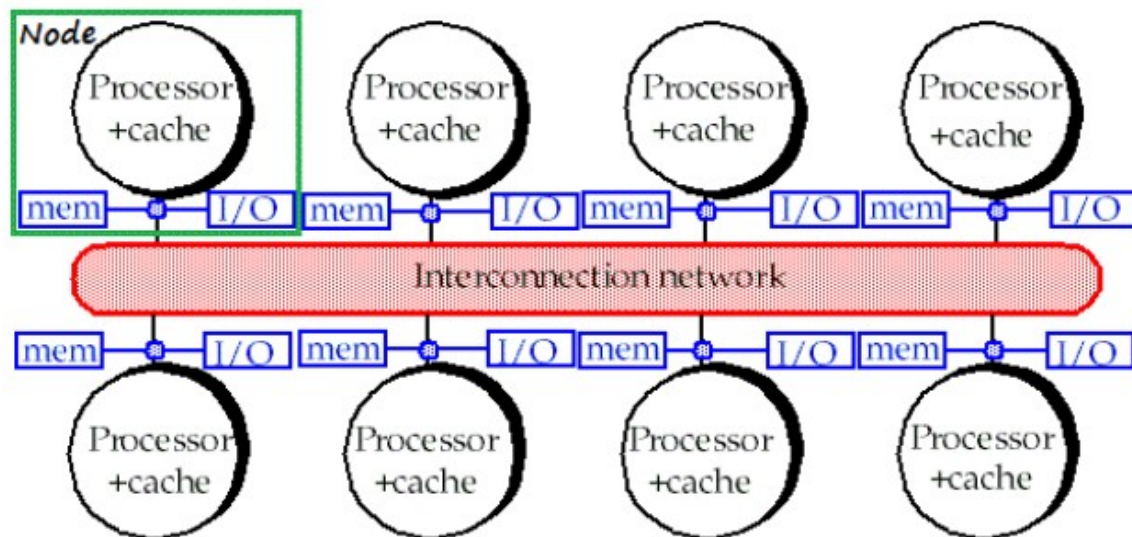 Node
Processor Processor Processor Processor
+cache +cache +cache +cache
mem I/O mem I/O mem I/O mem I/O
Interconnection network
mem I/O mem I/O mem I/O mem I/O
Processor Processor Processor Processor
+cache +cache +cache +cache